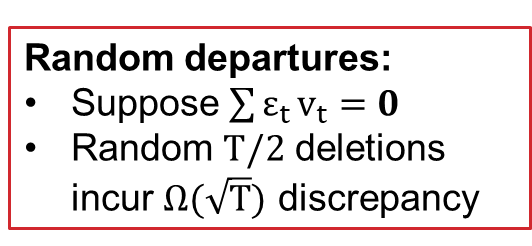 Random departures:
• Suppose ∑ εₜ vₜ = 0
• Random T/2 deletions
incur Ω(√T) discrepancy